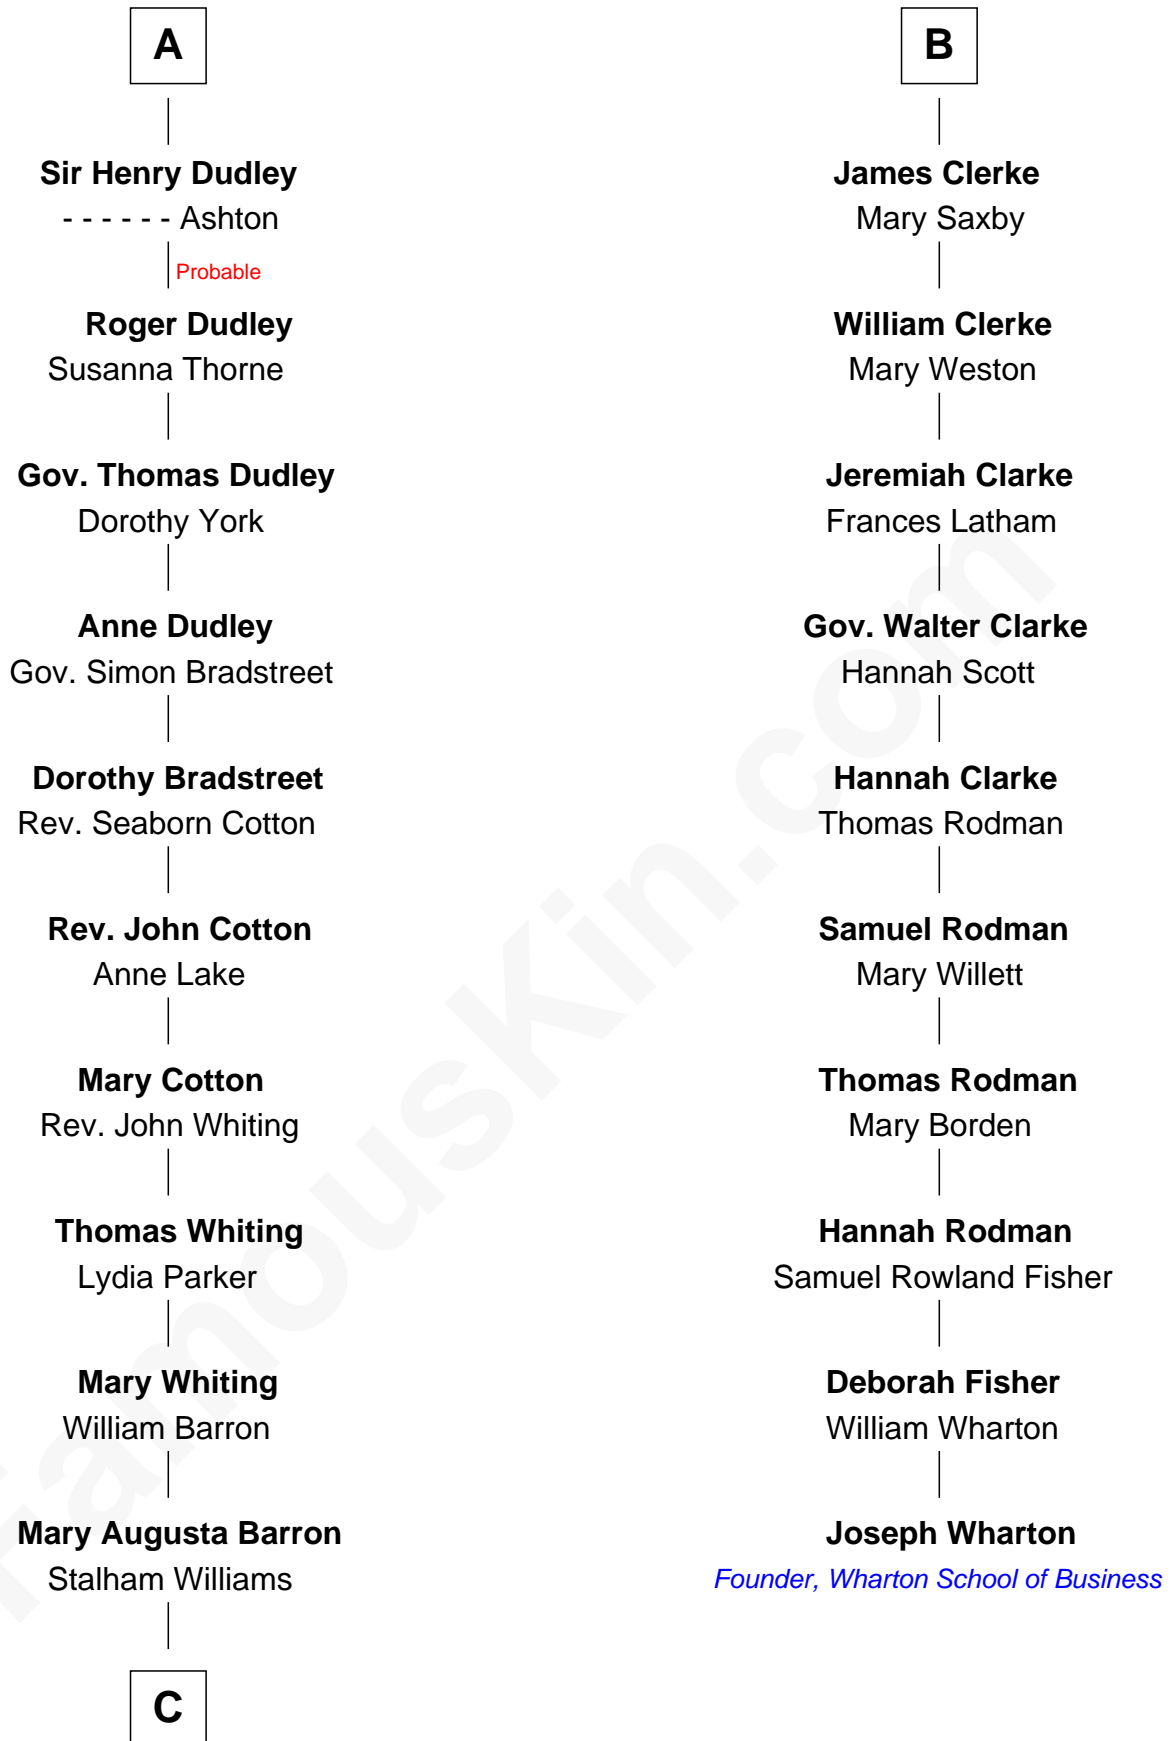 A
Sir Henry Dudley
- - - - - - Ashton
Probable
Roger Dudley
Susanna Thorne
Gov. Thomas Dudley
Dorothy York
Anne Dudley
Gov. Simon Bradstreet
Dorothy Bradstreet
Rev. Seaborn Cotton
Rev. John Cotton
Anne Lake
Mary Cotton
Rev. John Whiting
Thomas Whiting
Lydia Parker
Mary Whiting
William Barron
Mary Augusta Barron
Stalham Williams
C
B
James Clerke
Mary Saxby
William Clerke
Mary Weston
Jeremiah Clarke
Frances Latham
Gov. Walter Clarke
Hannah Scott
Hannah Clarke
Thomas Rodman
Samuel Rodman
Mary Willett
Thomas Rodman
Mary Borden
Hannah Rodman
Samuel Rowland Fisher
Deborah Fisher
William Wharton
Joseph Wharton
Founder, Wharton School of Business
FamousKin.com